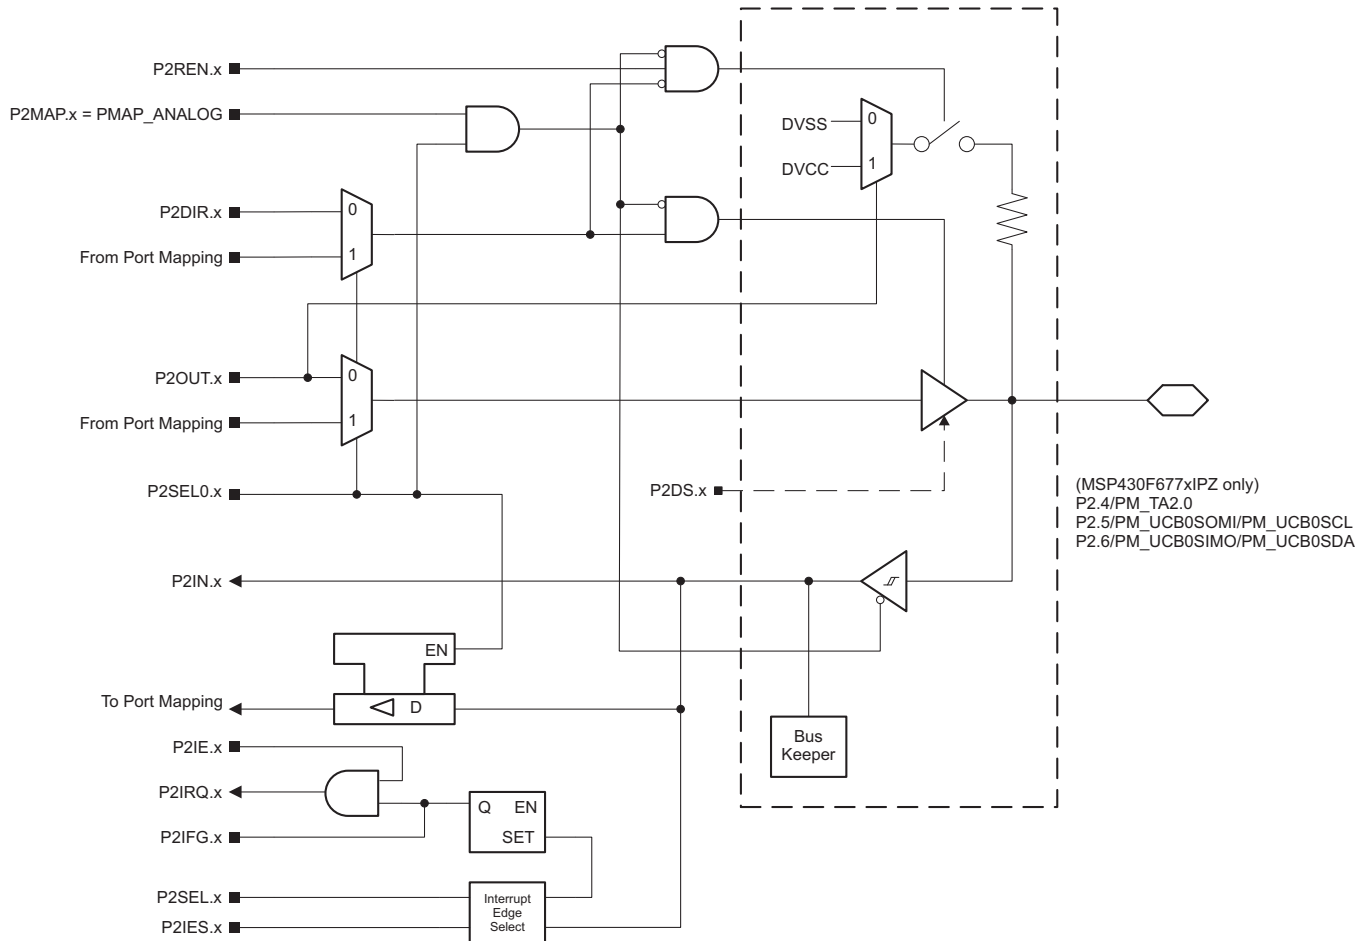 P2REN.x
P2MAP.x = PMAP_ANALOG
DVSS
0
DVCC
1
P2DIR.x
0
From Port Mapping
1
P2OUT.x
0
From Port Mapping
1
P2SEL0.x
P2DS.x
(MSP430F677xIPZ only)
P2.4/PM_TA2.0
P2.5/PM_UCB0SOMI/PM_UCB0SCL
P2.6/PM_UCB0SIMO/PM_UCB0SDA
P2IN.x
EN
To Port Mapping
D
Bus
Keeper
P2IE.x
P2IRQ.x
Q EN
SET
P2IFG.x
P2SEL.x
P2IES.x
Interrupt
Edge
Select